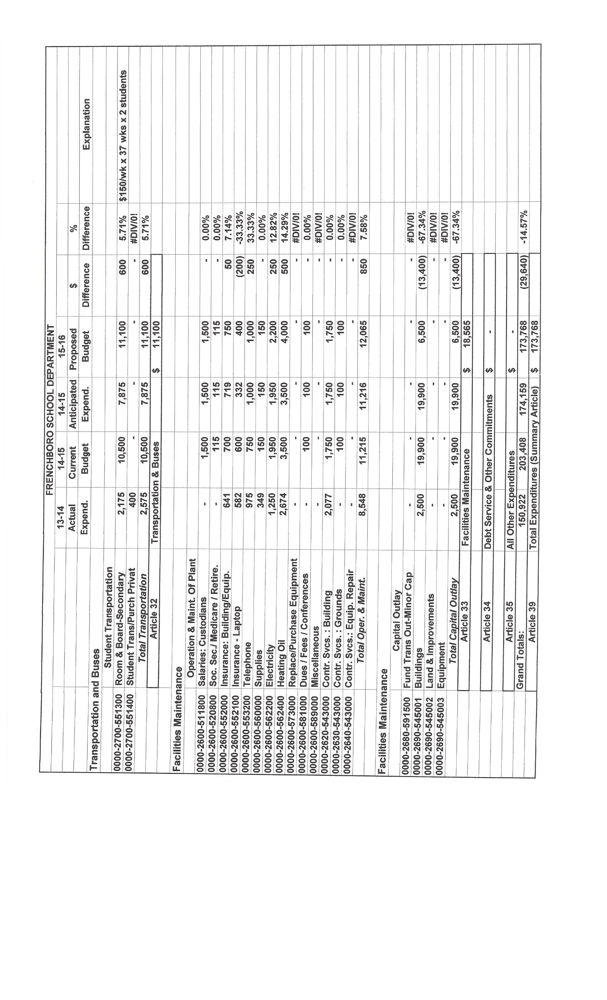 FRENCHBORO SCHOOL DEPARTMENT
13-14 14-15 14-15 15-16
Actual Current Anticipated Proposed $ %
Expend. Budget Expend. Budget Difference Difference Explanation
Transportation and Buses
Student Transportation
0000-2700-551300 Room & Board-Secondary 2,175 10,500 7,875 11,100 600 5.71% $150/wk x 37 wks x 2 students
0000-2700-551400 Student Trans/Purch Privat 400 - - - - #DIV/0!
Total Transportation 2,575 10,500 7,875 11,100 600 5.71%
Article 32 Transportation & Buses $ 11,100
Facilities Maintenance
Operation & Maint. Of Plant
0000-2600-511800 Salaries: Custodians - 1,500 1,500 1,500 - 0.00%
0000-2600-520800 Soc. Sec./ Medicare / Retire. - 115 115 115 - 0.00%
0000-2600-552000 Insurance: Building/Equip. 641 700 719 750 50 7.14%
0000-2600-552100 Insurance - Laptop 582 600 332 400 (200) -33.33%
0000-2600-553200 Telephone 975 750 1,000 1,000 250 33.33%
0000-2600-560000 Supplies 349 150 150 150 - 0.00%
0000-2600-562200 Electricity 1,250 1,950 1,950 2,200 250 12.82%
0000-2600-562400 Heating Oil 2,674 3,500 3,500 4,000 500 14.29%
0000-2600-573000 Replace/Purchase Equipment - - - - - #DIV/0!
0000-2600-581000 Dues / Fees / Conferences - 100 100 100 - 0.00%
0000-2600-589000 Miscellaneous - - - - - #DIV/0!
0000-2620-543000 Contr. Svcs. : Building 2,077 1,750 1,750 1,750 - 0.00%
0000-2630-543000 Contr. Svcs. : Grounds - 100 100 100 - 0.00%
0000-2640-543000 Contr. Svcs.: Equip. Repair - - - - - #DIV/0!
Total Oper. & Maint. 8,548 11,215 11,216 12,065 850 7.58%
Facilities Maintenance
Capital Outlay
0000-2680-591500 Fund Trans Out-Minor Cap - - - - - #DIV/0!
0000-2690-545001 Buildings 2,500 19,900 19,900 6,500 (13,400) -67.34%
0000-2690-545002 Land & Improvements - - - - - #DIV/0!
0000-2690-545003 Equipment - - - - - #DIV/0!
Total Capital Outlay 2,500 19,900 19,900 6,500 (13,400) -67.34%
Article 33 Facilities Maintenance $ 18,565
Article 34 Debt Service & Other Commitments $ -
Article 35 All Other Expenditures $ -
Grand Totals: 150,922 203,408 174,159 173,768 (29,640) -14.57%
Article 39 Total Expenditures (Summary Article) $ 173,768